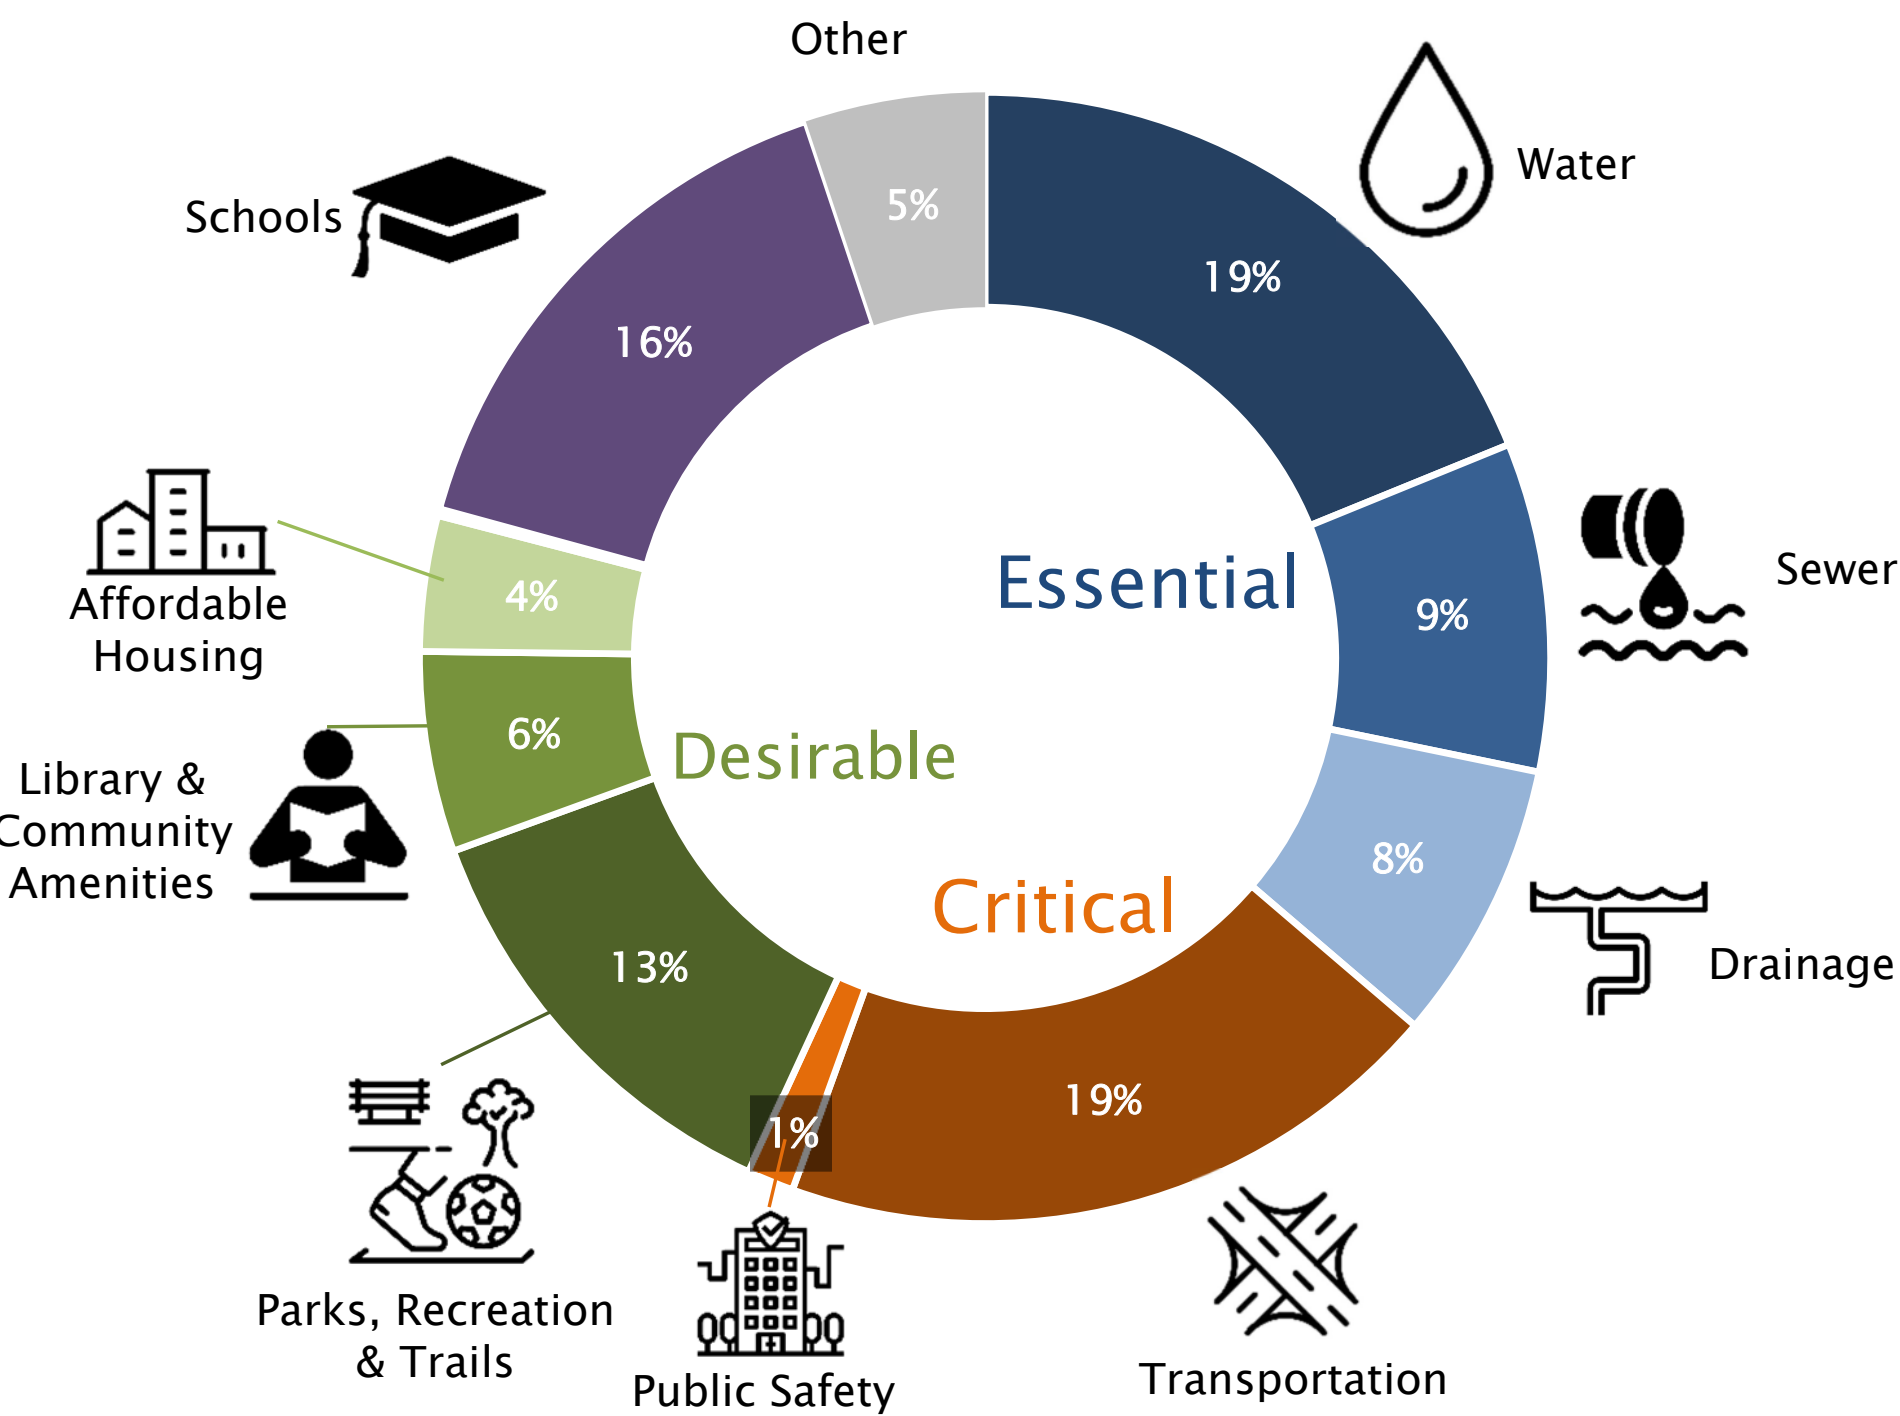 Other
Water
Schools
5%
19%
16%
Essential
Sewer
Affordable
Housing
4%
9%
6%
Desirable
Library &
Community
Amenities
8%
Critical
Drainage
13%
19%
1%
Parks, Recreation
& Trails
Public Safety
Transportation